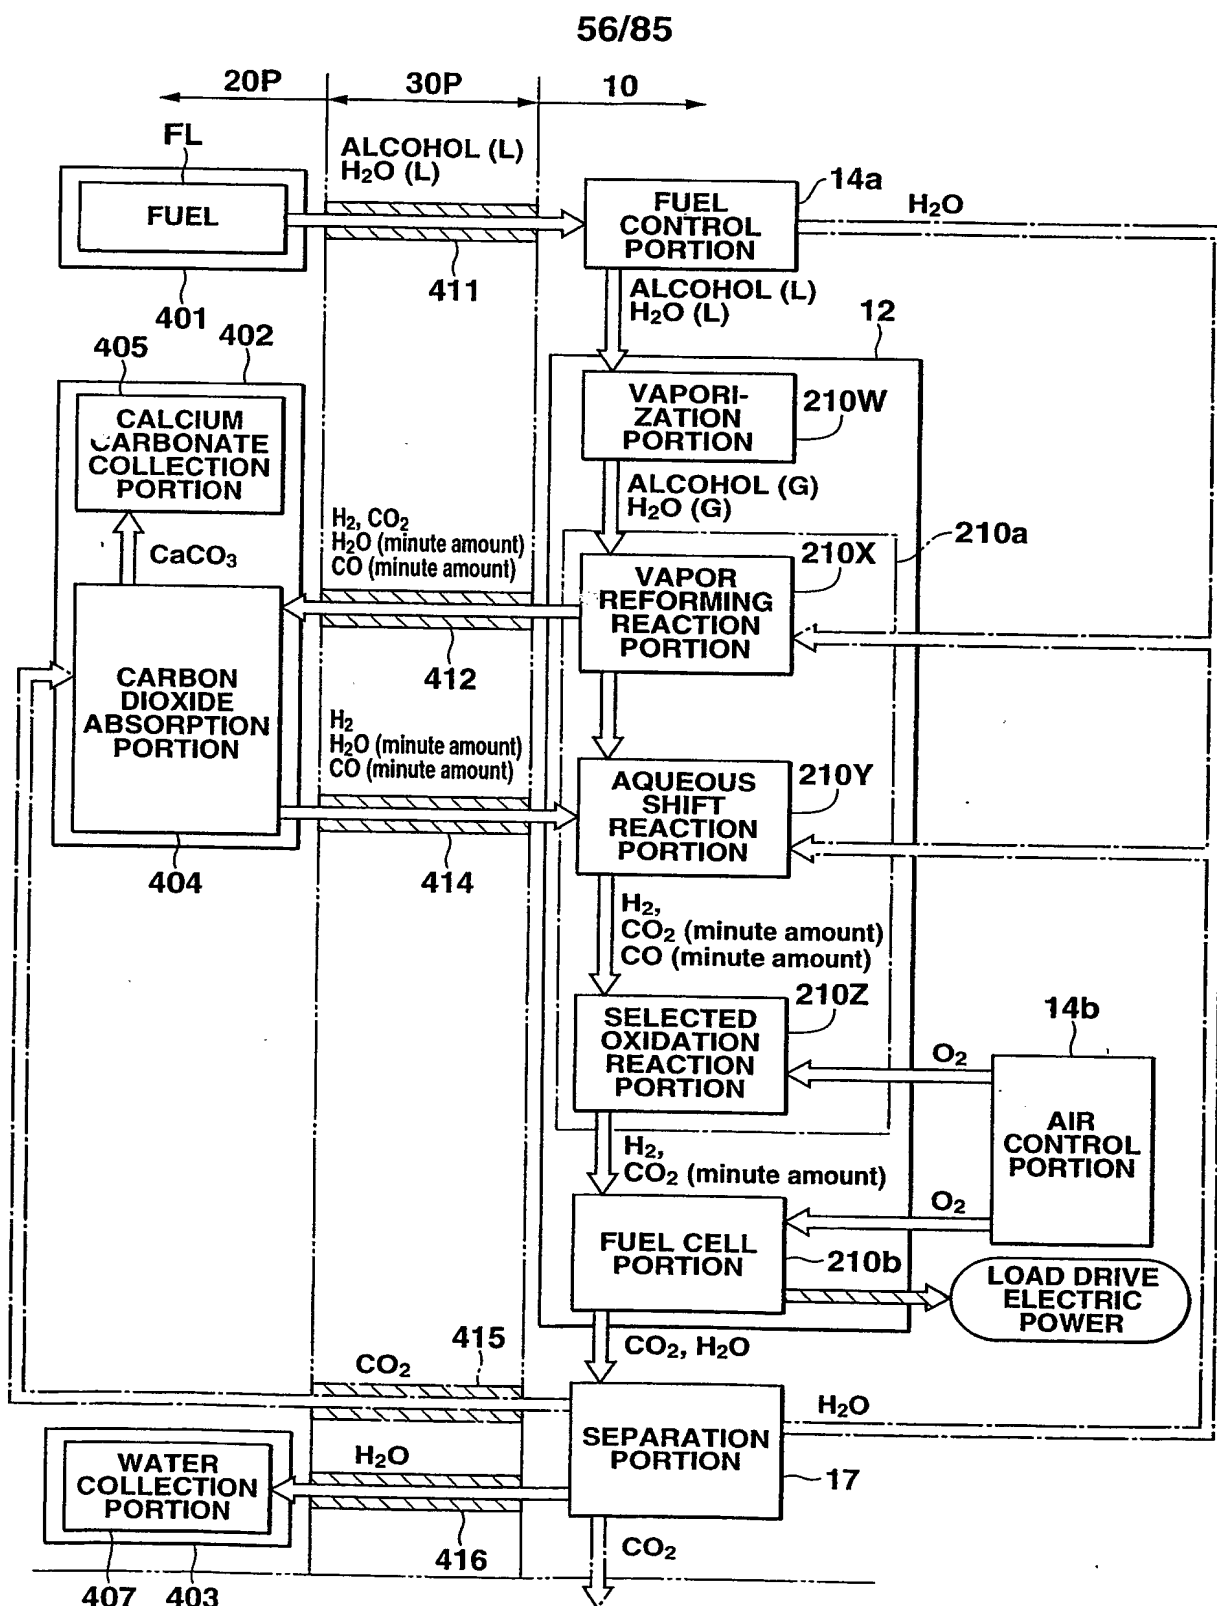 56/85
20P
30P
10
FL
ALCOHOL (L)
H2O (L)
FUEL
FUEL
CONTROL
PORTION
14a
H2O
411
401
ALCOHOL (L)
H2O (L)
12
405
402
CALCIUM
CARBONATE
COLLECTION
PORTION
VAPORI-
ZATION
PORTION
210W
ALCOHOL (G)
H2O (G)
CaCO3
H2, CO2
H2O (minute amount)
CO (minute amount)
VAPOR
REFORMING
REACTION
PORTION
210X
210a
412
CARBON
DIOXIDE
ABSORPTION
PORTION
H2
H2O (minute amount)
CO (minute amount)
AQUEOUS
SHIFT
REACTION
PORTION
210Y
404
414
H2,
CO2 (minute amount)
CO (minute amount)
SELECTED
OXIDATION
REACTION
PORTION
210Z
14b
O2
AIR
CONTROL
PORTION
H2,
CO2 (minute amount)
O2
FUEL CELL
PORTION
210b
LOAD DRIVE
ELECTRIC
POWER
CO2, H2O
415
CO2
SEPARATION
PORTION
H2O
17
H2O
WATER
COLLECTION
PORTION
416
CO2
407
403